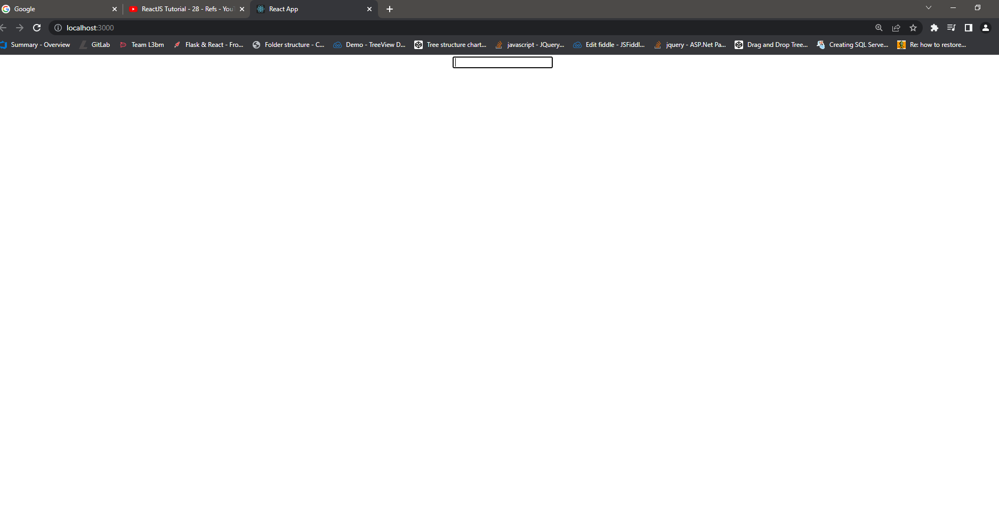 Google
ReactJS Tutorial - 28 - Refs - You
React App
localhost:3000
Summary - Overview GitLab Team L3bm Flask & React - Fro... Folder structure - C... Demo - TreeView D... Tree structure chart... javascript - JQuery... Edit fiddle - JSFiddl... jquery - ASP.Net Pa... Drag and Drop Tree... Creating SQL Serve... Re: how to restore...